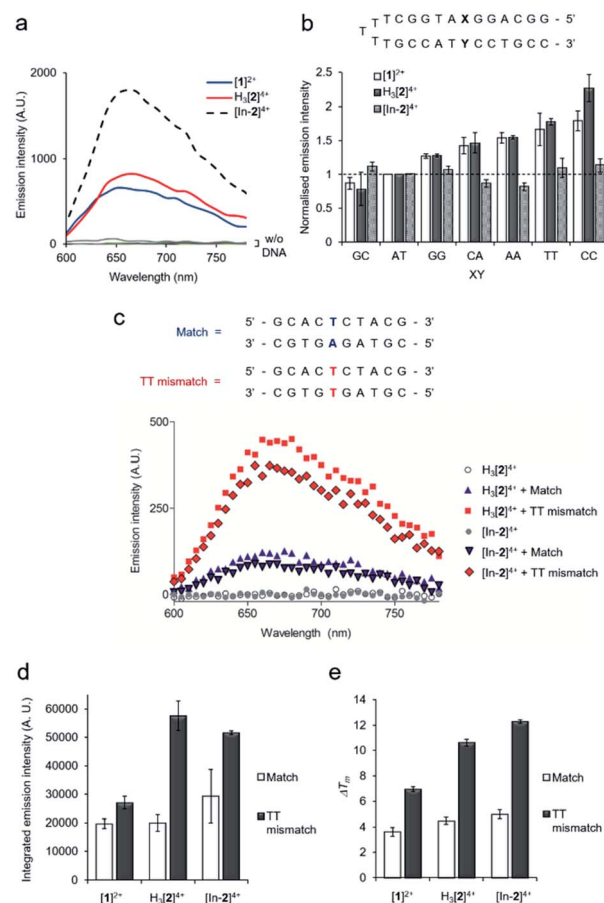 a
Emission intensity (A.U.)
2000
1000
0
600
650
700
750
Wavelength (nm)
[1]²⁺
H₃[2]⁴⁺
[In-2]⁴⁺
w/o
DNA
b
T T C G G T A X G G A C G G - 5'
T
T T G C C A T Y C C T G C C - 3'
Normalised emission intensity
2.5
2
1.5
1
0.5
0
[1]²⁺
H₃[2]⁴⁺
[In-2]⁴⁺
GC AT GG CA AA TT CC
XY
c
Match =
5' - G C A C T C T A C G - 3'
3' - C G T G A G A T G C - 5'
TT mismatch =
5' - G C A C T C T A C G - 3'
3' - C G T G T G A T G C - 5'
Emission intensity (A.U.)
500
250
0
600
650
700
750
Wavelength (nm)
H₃[2]⁴⁺
H₃[2]⁴⁺ + Match
H₃[2]⁴⁺ + TT mismatch
[In-2]⁴⁺
[In-2]⁴⁺ + Match
[In-2]⁴⁺ + TT mismatch
d
Integrated emission intensity (A. U.)
60000
50000
40000
30000
20000
10000
0
[1]²⁺ H₃[2]⁴⁺ [In-2]⁴⁺
Match
TT
mismatch
e
ΔTm
14
12
10
8
6
4
2
0
[1]²⁺ H₃[2]⁴⁺ [In-2]⁴⁺
Match
TT
mismatch